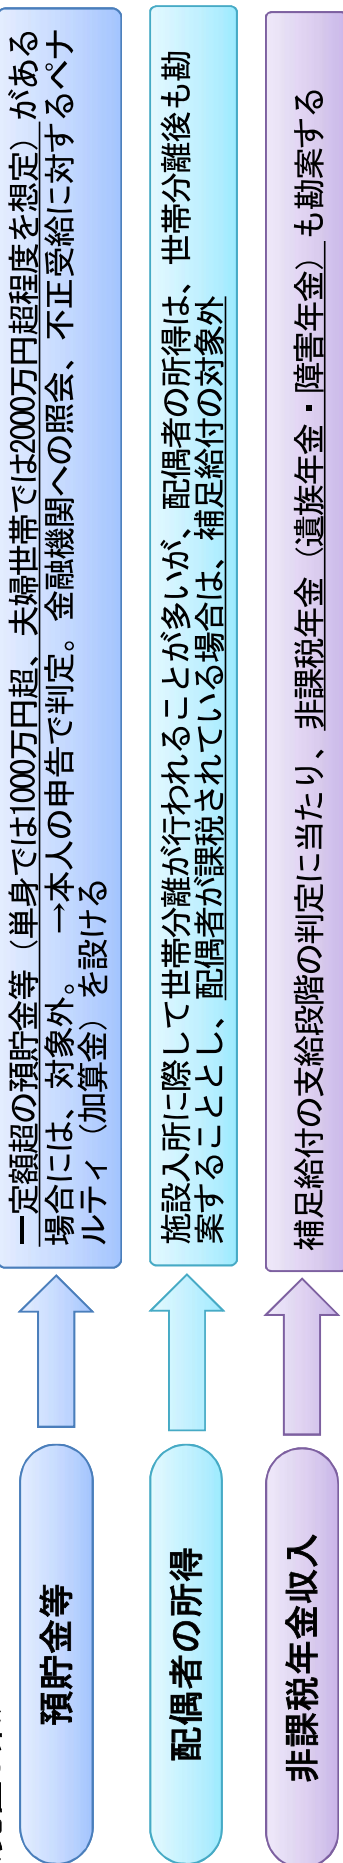 預貯金等
一定額超の預貯金等（単身では1000万円超、夫婦世帯では2000万円超程度を想定）がある
場合には、対象外。　→本人の申告で判定。金融機関への照会、不正受給に対するペナ
ルティ（加算金）を設ける
配偶者の所得
施設入所に際して世帯分離が行われることが多いが、配偶者の所得は、世帯分離後も勘
案することとし、配偶者が課税されている場合は、補足給付の対象外
非課税年金収入
補足給付の支給段階の判定に当たり、非課税年金（遺族年金・障害年金）も勘案する